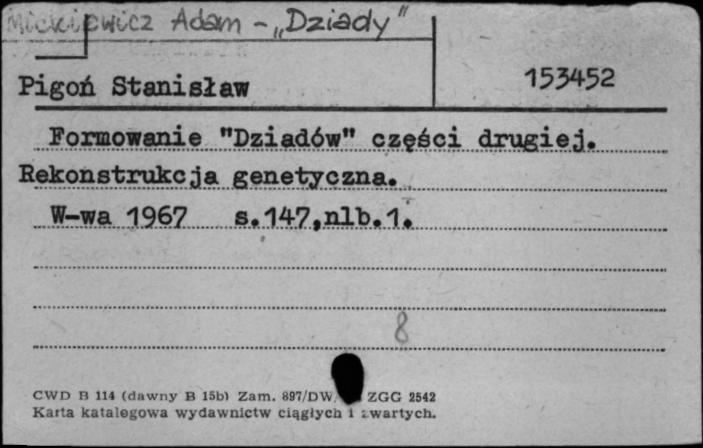 Mickiewicz Adam - „Dziady"
Pigoń Stanisław 153452
Formowanie "Dziadów" części drugiej.
Rekonstrukcja genetyczna.
W-wa 1967 s.147,nlb.1.
8
CWD B 114 (dawny B 15b) Zam. 897/DW ZGG 2542
Karta katalogowa wydawnictw ciągłych i zwartych.